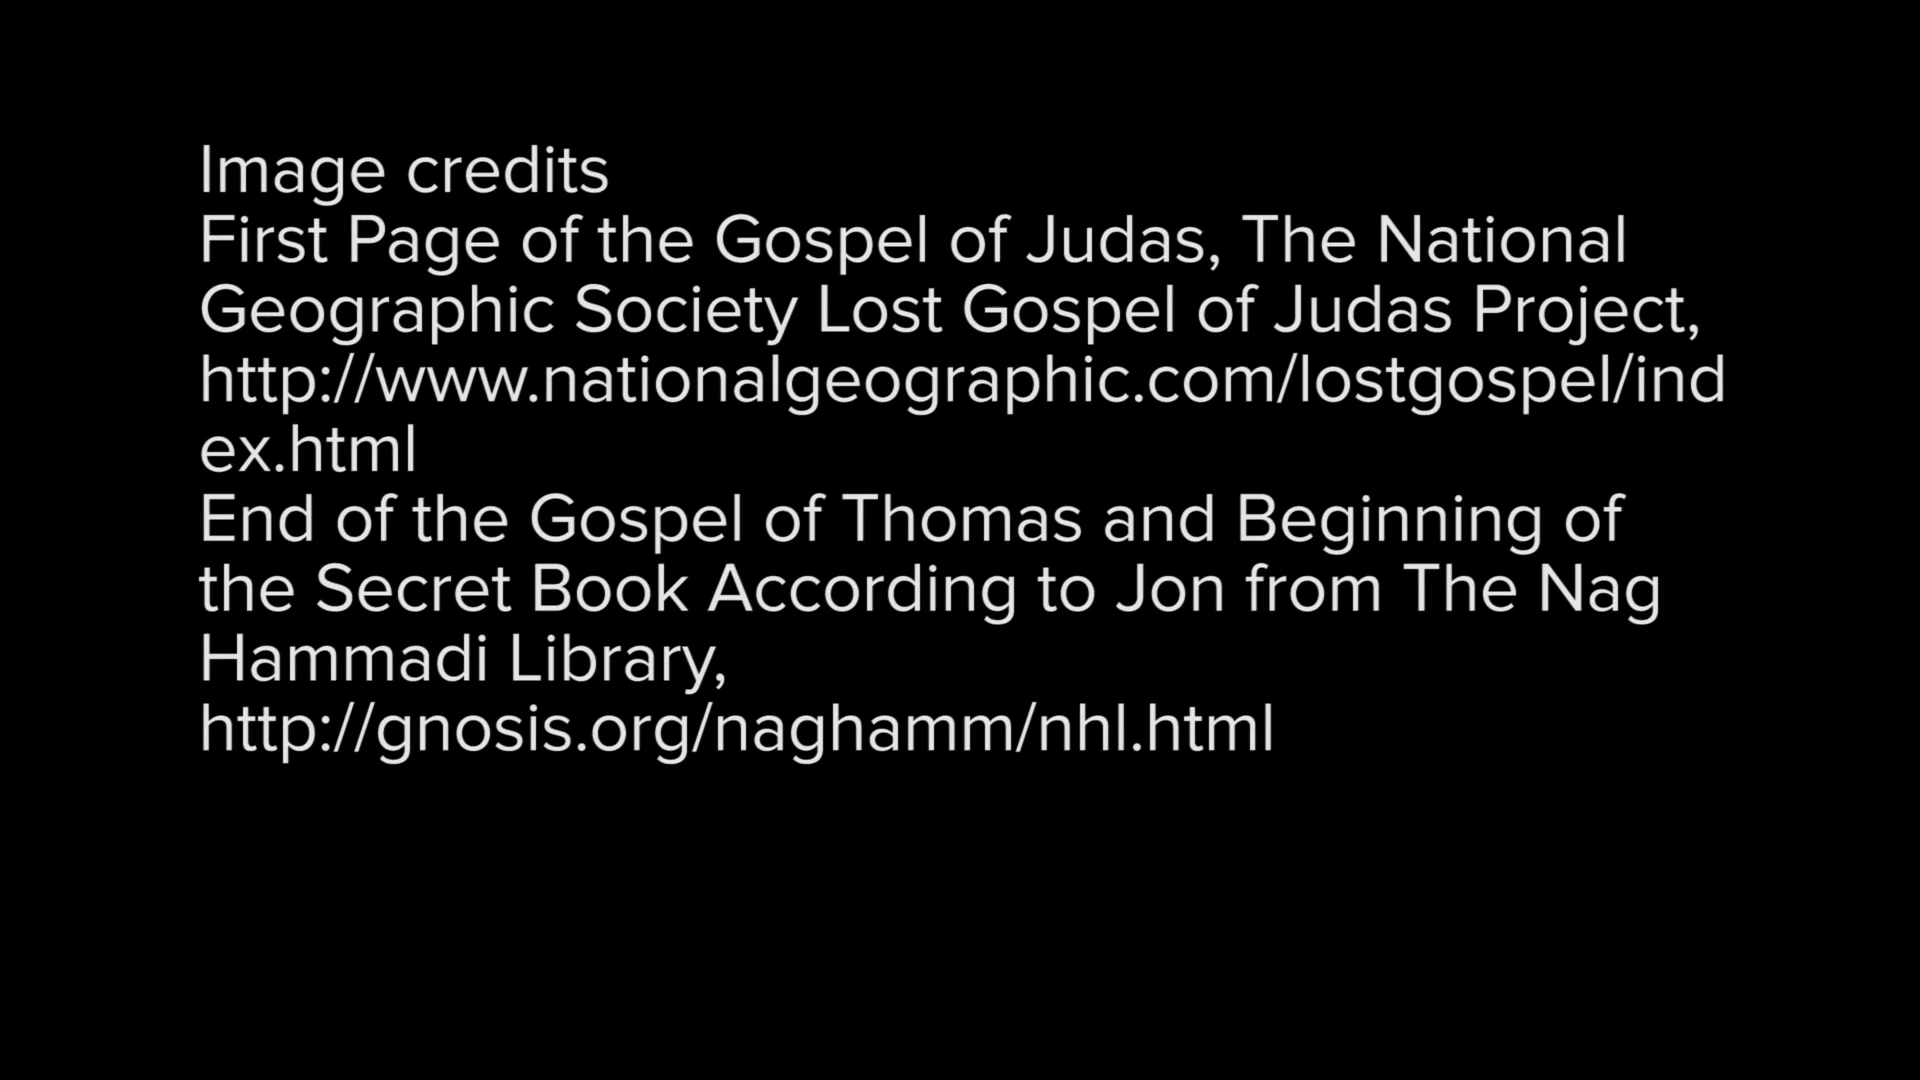 Image credits
First Page of the Gospel of Judas, The National
Geographic Society Lost Gospel of Judas Project,
http://www.nationalgeographic.com/lostgospel/ind
ex.html
End of the Gospel of Thomas and Beginning of
the Secret Book According to Jon from The Nag
Hammadi Library,
http://gnosis.org/naghamm/nhl.html